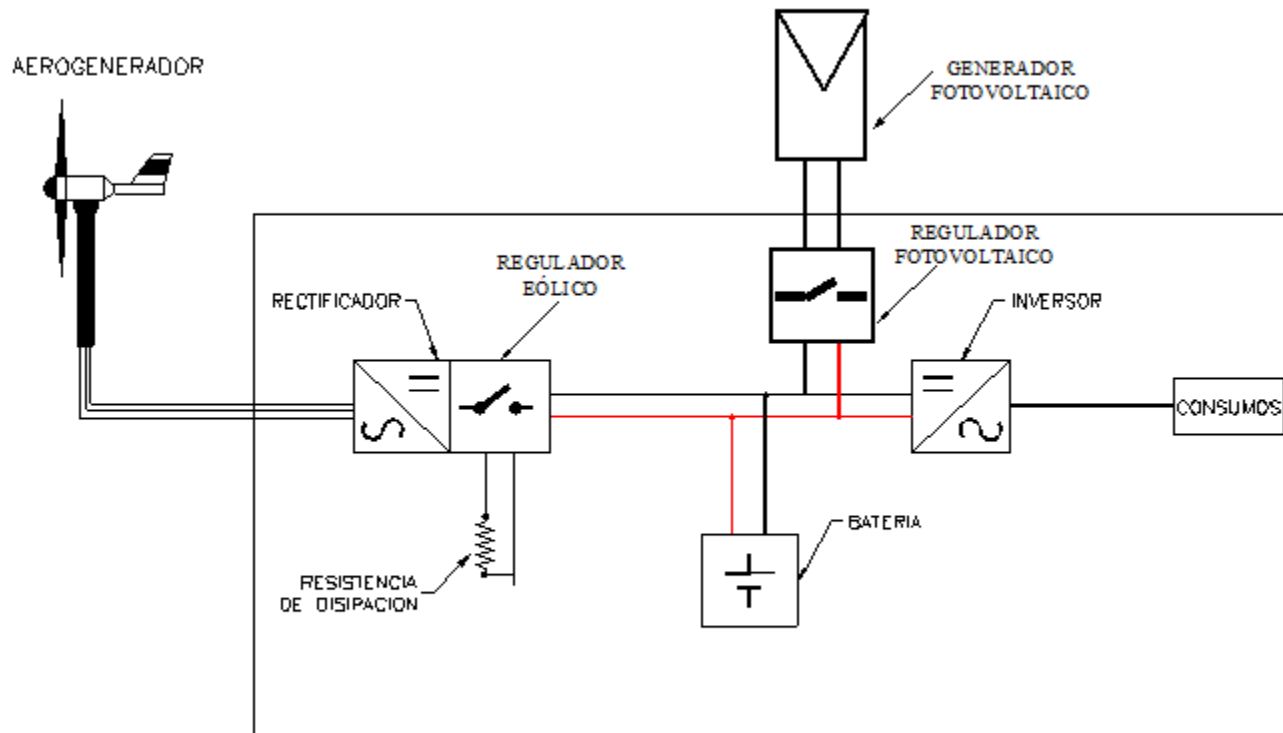 AEROGENERADOR
GENERADOR
FOTOVOLTAICO
REGULADOR
FOTOVOLTAICO
REGULADOR
EÓLICO
RECTIFICADOR
INVERSOR
CONSUMOS
BATERIA
RESISTENCIA
DE DISIPACION